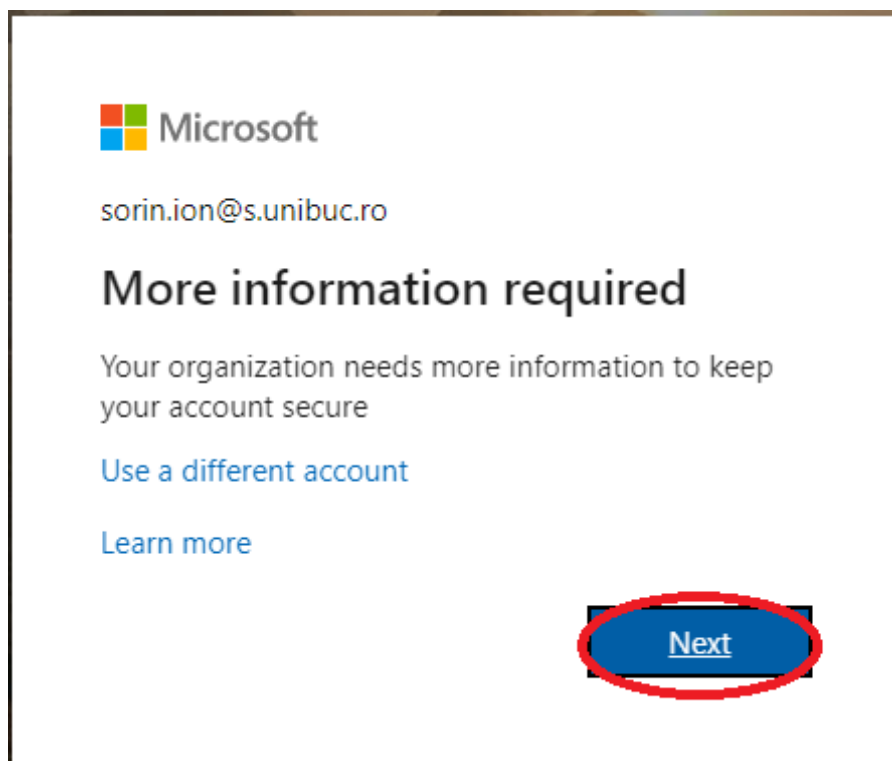 Microsoft
sorin.ion@s.unibuc.ro
More information required
Your organization needs more information to keep
your account secure
Use a different account
Learn more
Next